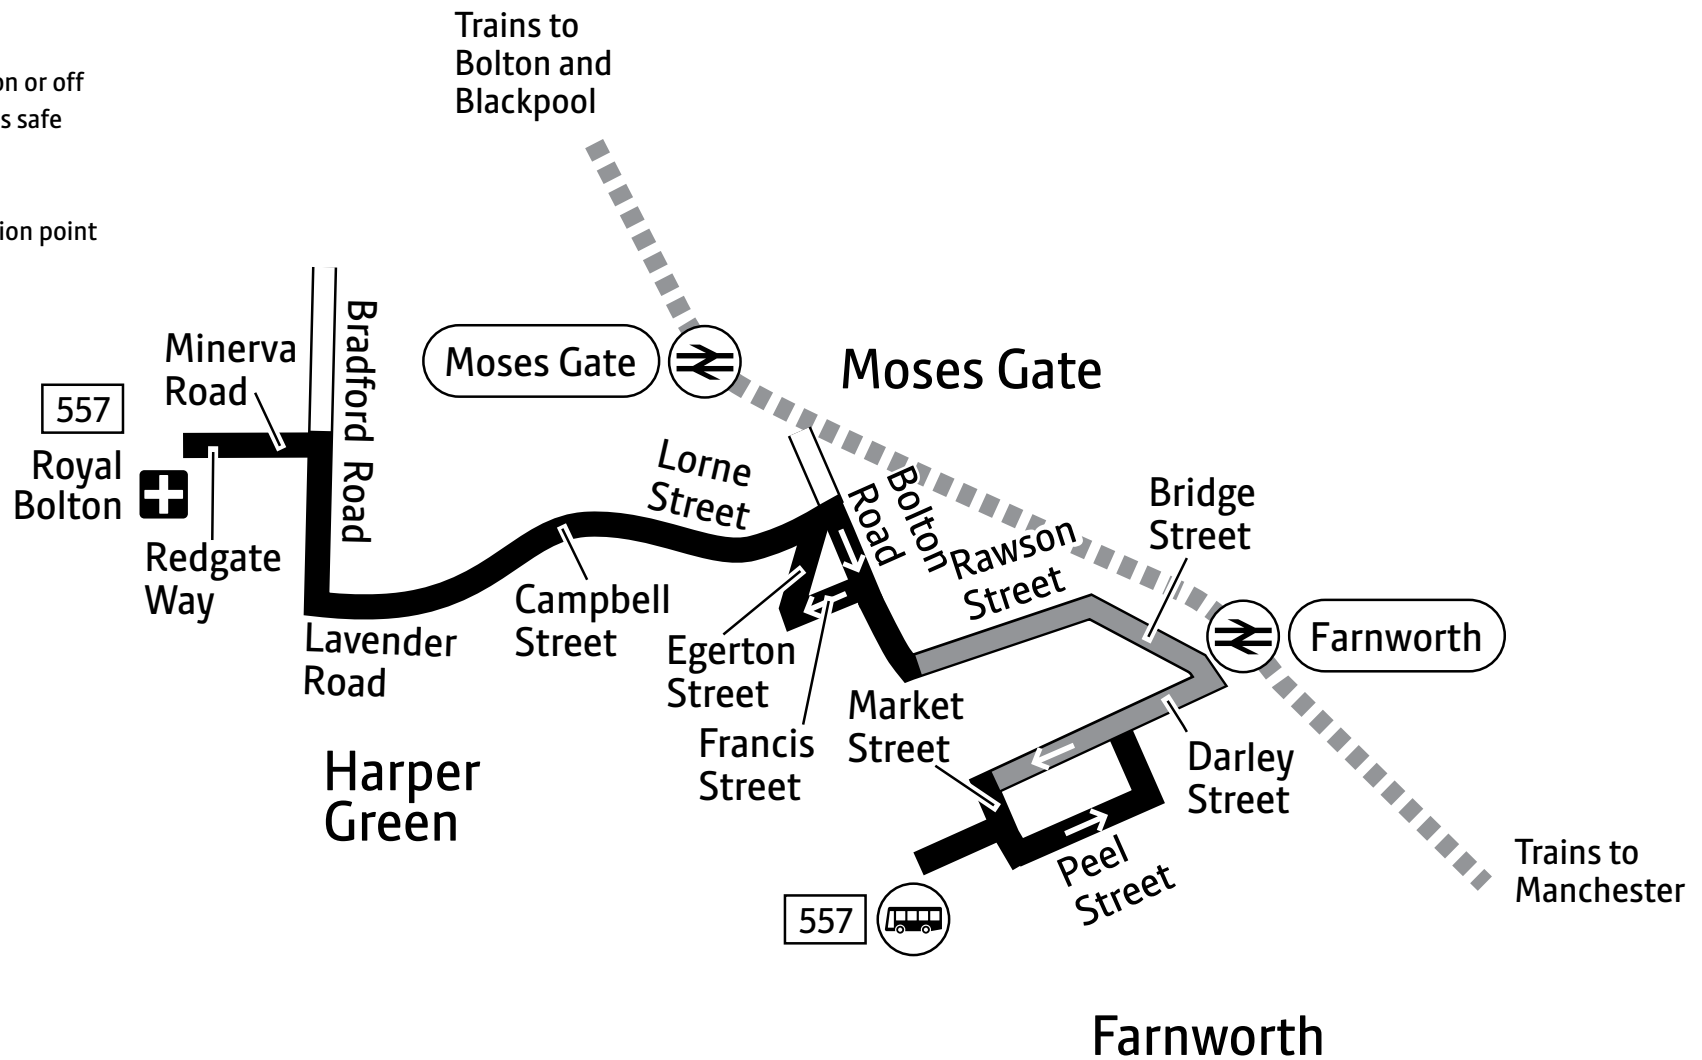 Trains to
Bolton and
Blackpool
on or off
s safe
ion point
Minerva
Road
Bradford Road
557
Royal
Bolton
Redgate
Way
Moses Gate
Moses Gate
Lorne
Street
Bolton
Road
Rawson
Street
Bridge
Street
Farnworth
Lavender
Road
Campbell
Street
Egerton
Street
Francis
Street
Market
Street
Darley
Street
Harper
Green
Peel
Street
557
Trains to
Manchester
Farnworth